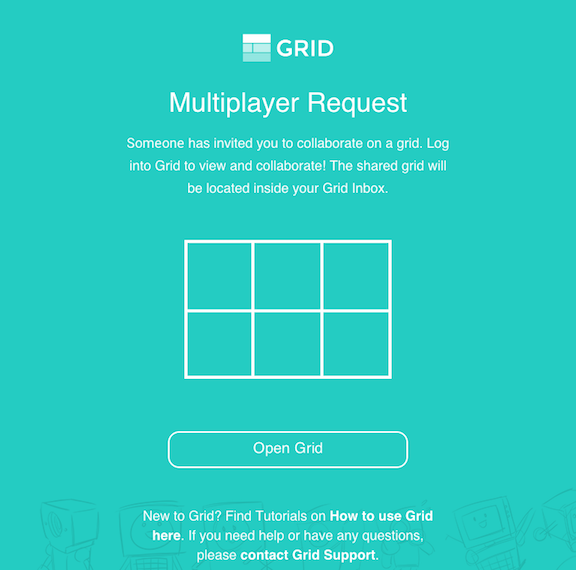 GRID
Multiplayer Request
Someone has invited you to collaborate on a grid. Log
into Grid to view and collaborate! The shared grid will
be located inside your Grid Inbox.
Open Grid
New to Grid? Find Tutorials on How to use Grid
here. If you need help or have any questions,
please contact Grid Support.